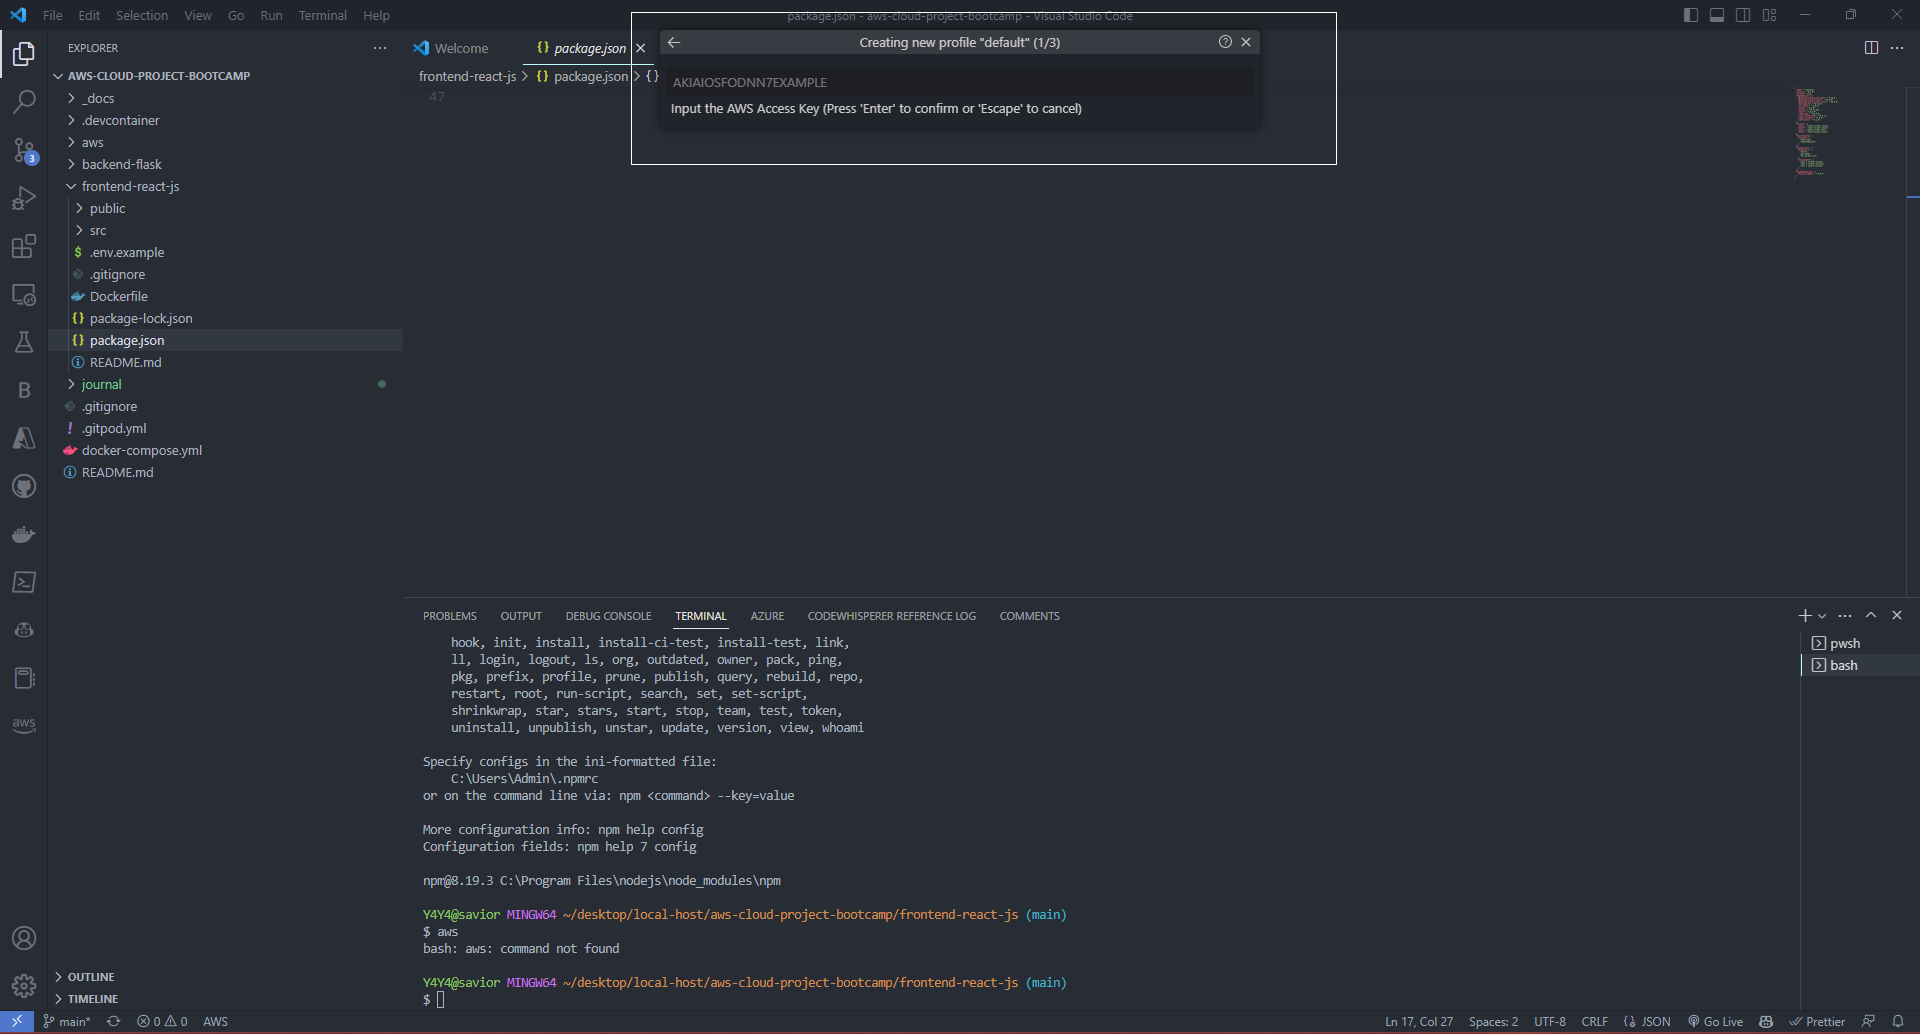 File Edit Selection View Go Run Terminal Help
package.json - aws-cloud-project-bootcamp - Visual Studio Code
EXPLORER
AWS-CLOUD-PROJECT-BOOTCAMP
_docs
.devcontainer
aws
backend-flask
frontend-react-js
public
src
.env.example
.gitignore
Dockerfile
package-lock.json
package.json
README.md
journal
.gitignore
.gitpod.yml
docker-compose.yml
README.md
OUTLINE
TIMELINE
3
aws
Welcome {} package.json
frontend-react-js > {} package.json > {}
47
Creating new profile "default" (1/3)
AKIAIOSFODNN7EXAMPLE
Input the AWS Access Key (Press 'Enter' to confirm or 'Escape' to cancel)
PROBLEMS OUTPUT DEBUG CONSOLE TERMINAL AZURE CODEWHISPERER REFERENCE LOG COMMENTS
hook, init, install, install-ci-test, install-test, link,
ll, login, logout, ls, org, outdated, owner, pack, ping,
pkg, prefix, profile, prune, publish, query, rebuild, repo,
restart, root, run-script, search, set, set-script,
shrinkwrap, star, stars, start, stop, team, test, token,
uninstall, unpublish, unstar, update, version, view, whoami
Specify configs in the ini-formatted file:
C:\Users\Admin\.npmrc
or on the command line via: npm <command> --key=value
More configuration info: npm help config
Configuration fields: npm help 7 config
npm@8.19.3 C:\Program Files\nodejs\node_modules\npm
Y4Y4@savior MINGW64 ~/desktop/local-host/aws-cloud-project-bootcamp/frontend-react-js (main)
$ aws
bash: aws: command not found
Y4Y4@savior MINGW64 ~/desktop/local-host/aws-cloud-project-bootcamp/frontend-react-js (main)
$
pwsh
bash
main* 0 0 AWS
Ln 17, Col 27 Spaces: 2 UTF-8 CRLF {} JSON Go Live Prettier